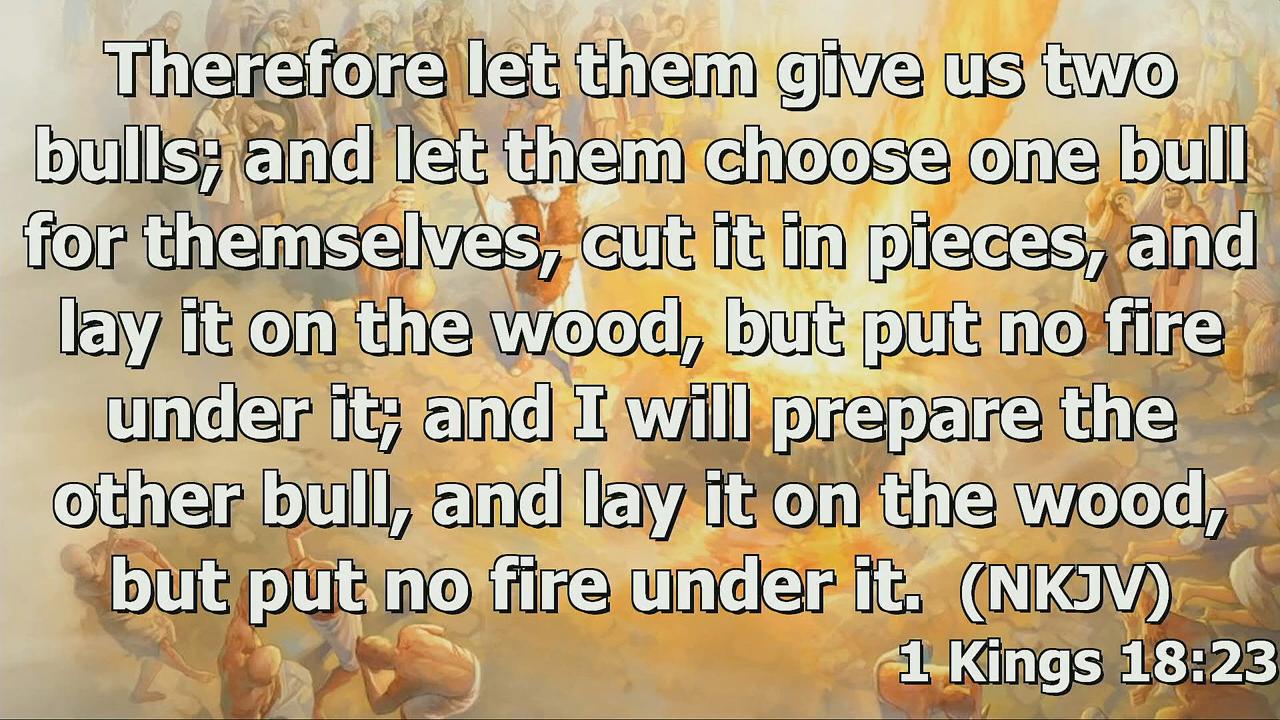 Therefore let them give us two
bulls; and let them choose one bull
for themselves, cut it in pieces, and
lay it on the wood, but put no fire
under it; and I will prepare the
other bull, and lay it on the wood,
but put no fire under it. (NKJV)
1 Kings 18:23